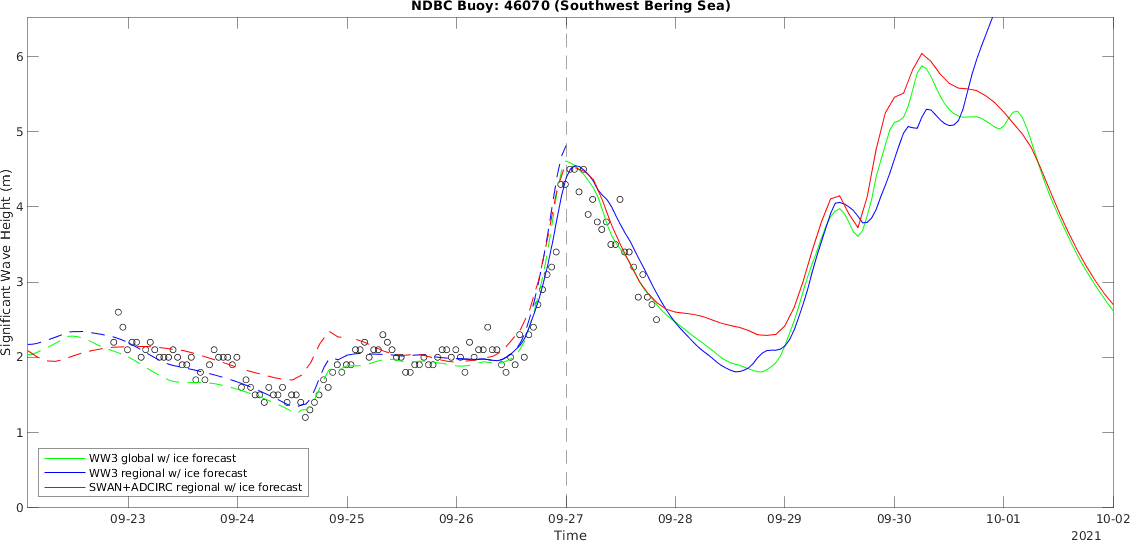 NDBC Buoy: 46070 (Southwest Bering Sea)
Significant Wave Height (m)
6
5
4
3
2
1
0
WW3 global w/ ice forecast
WW3 regional w/ ice forecast
SWAN+ADCIRC regional w/ ice forecast
09-23 09-24 09-25 09-26 09-27 09-28 09-29 09-30 10-01 10-02
Time
2021